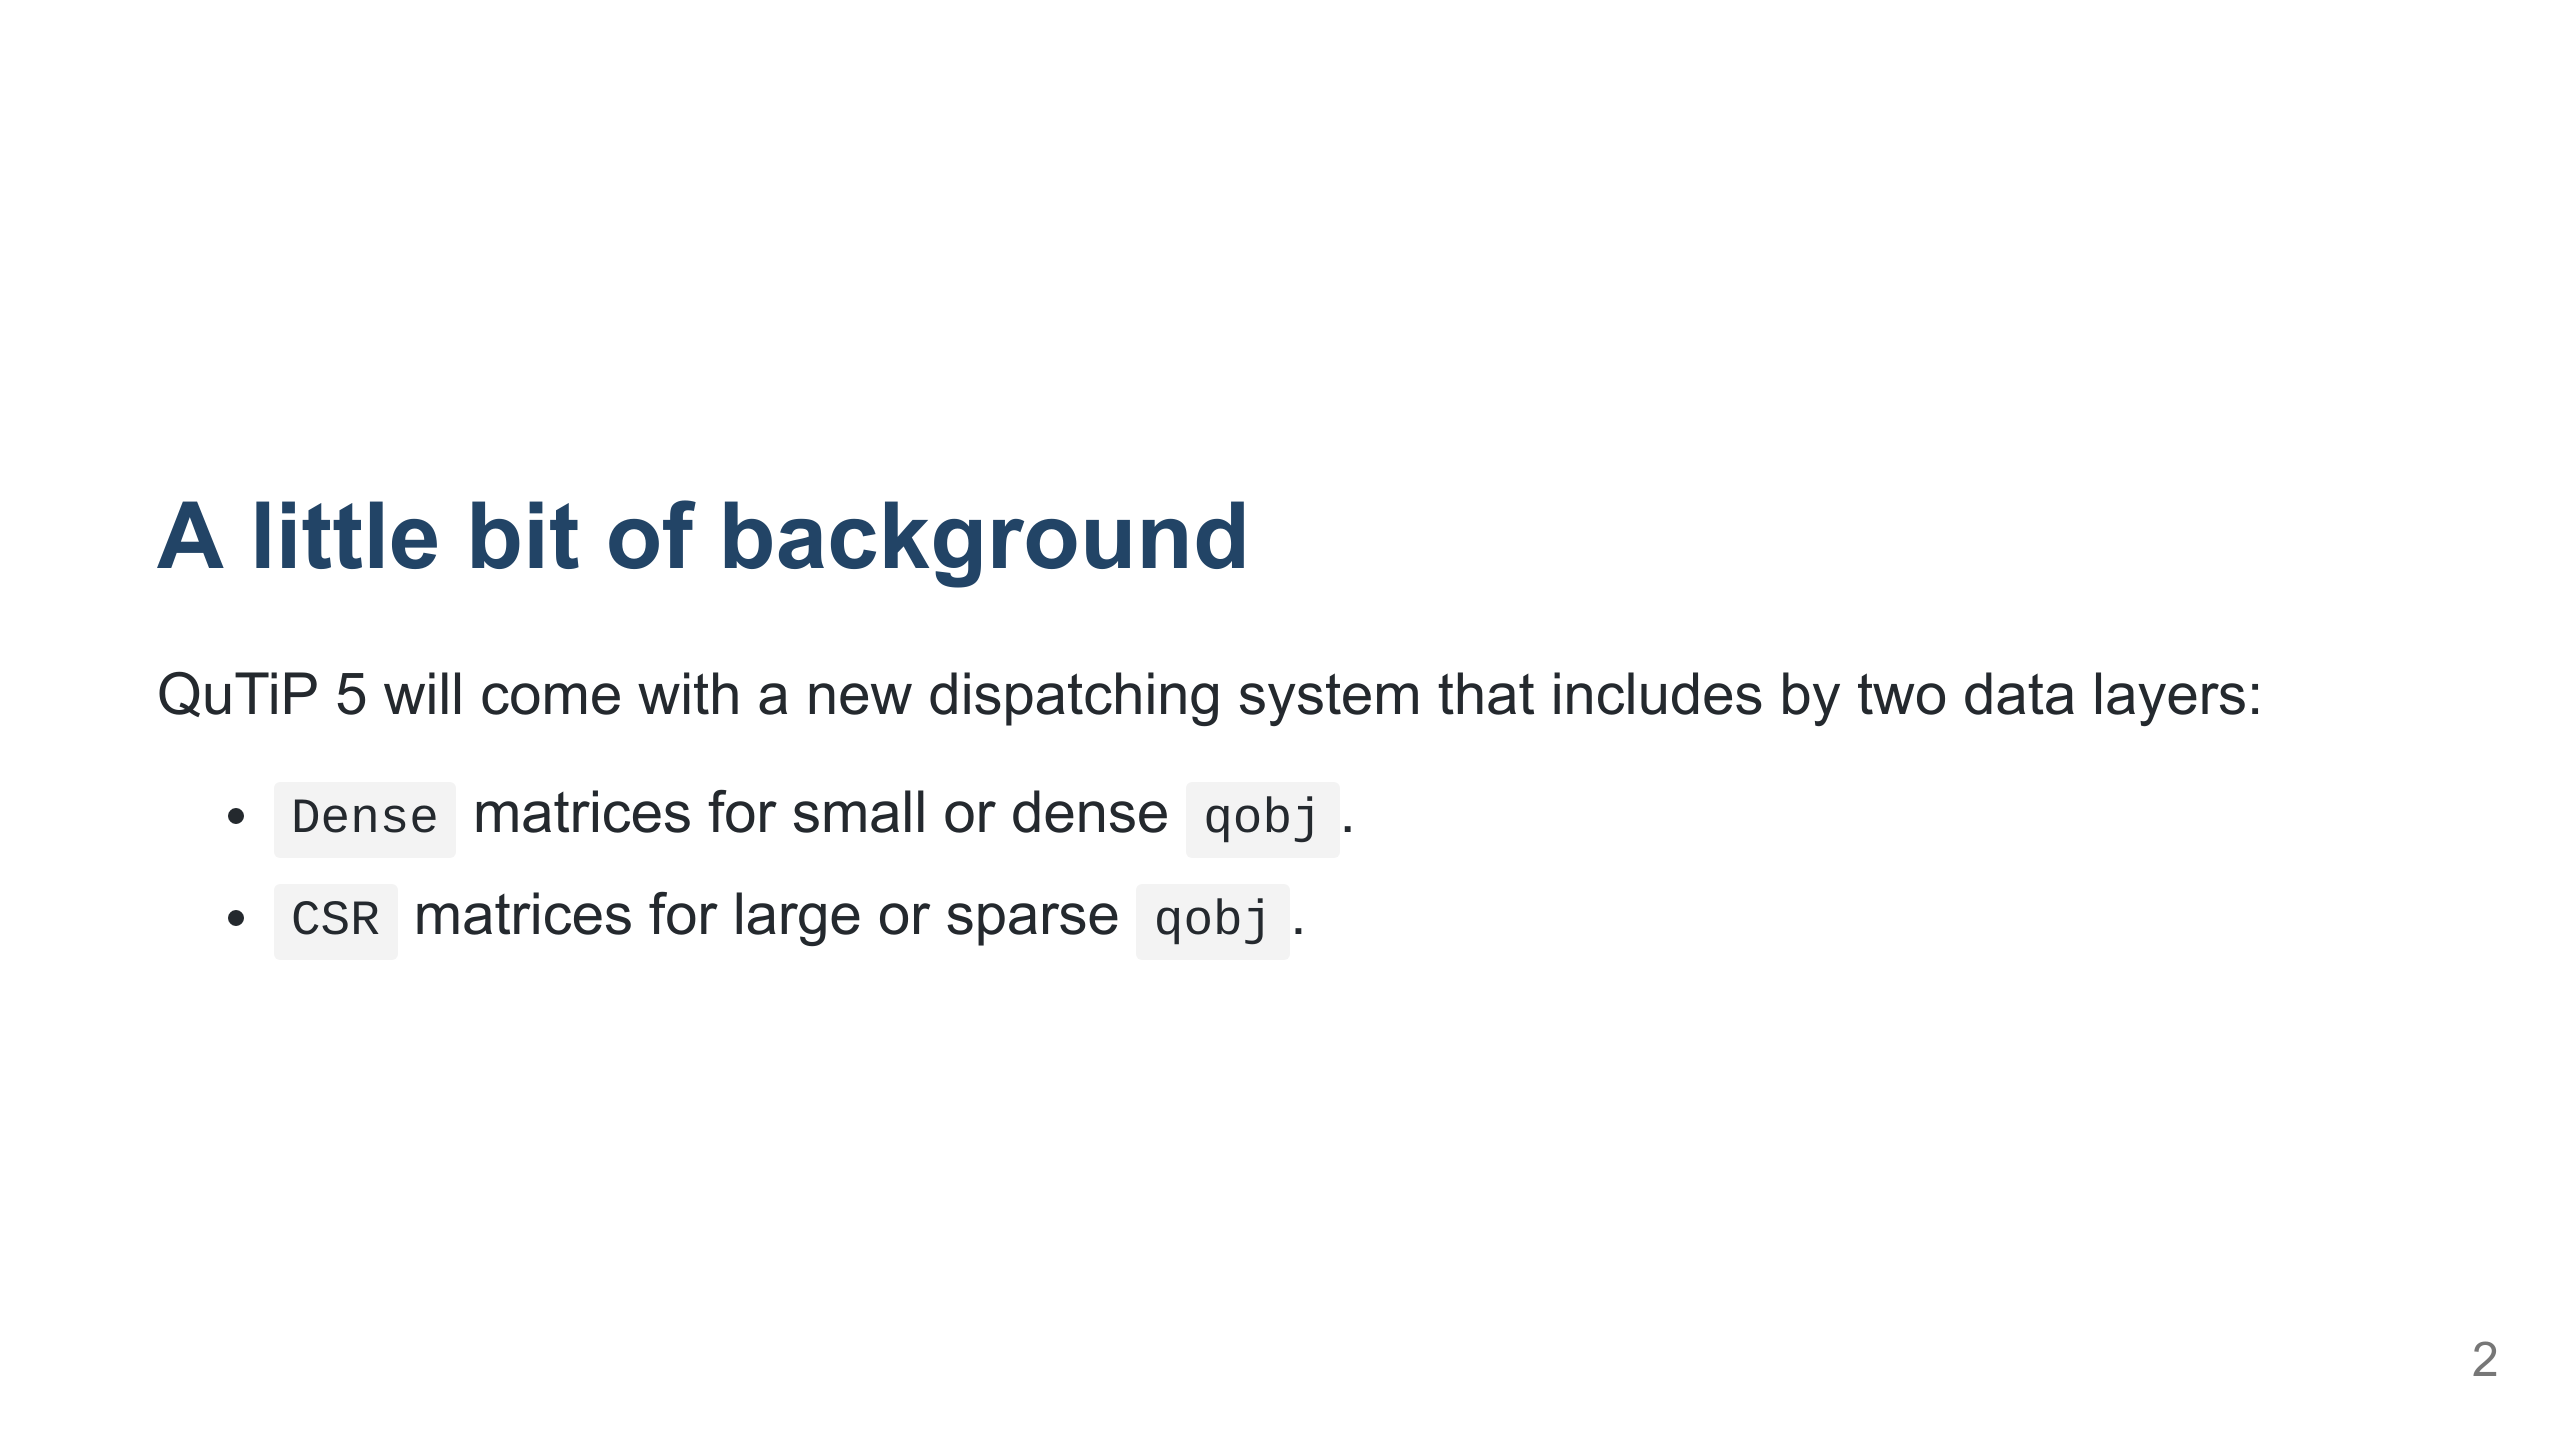 A little bit of background
QuTiP 5 will come with a new dispatching system that includes by two data layers:
• Dense matrices for small or dense qobj.
• CSR matrices for large or sparse qobj.
2